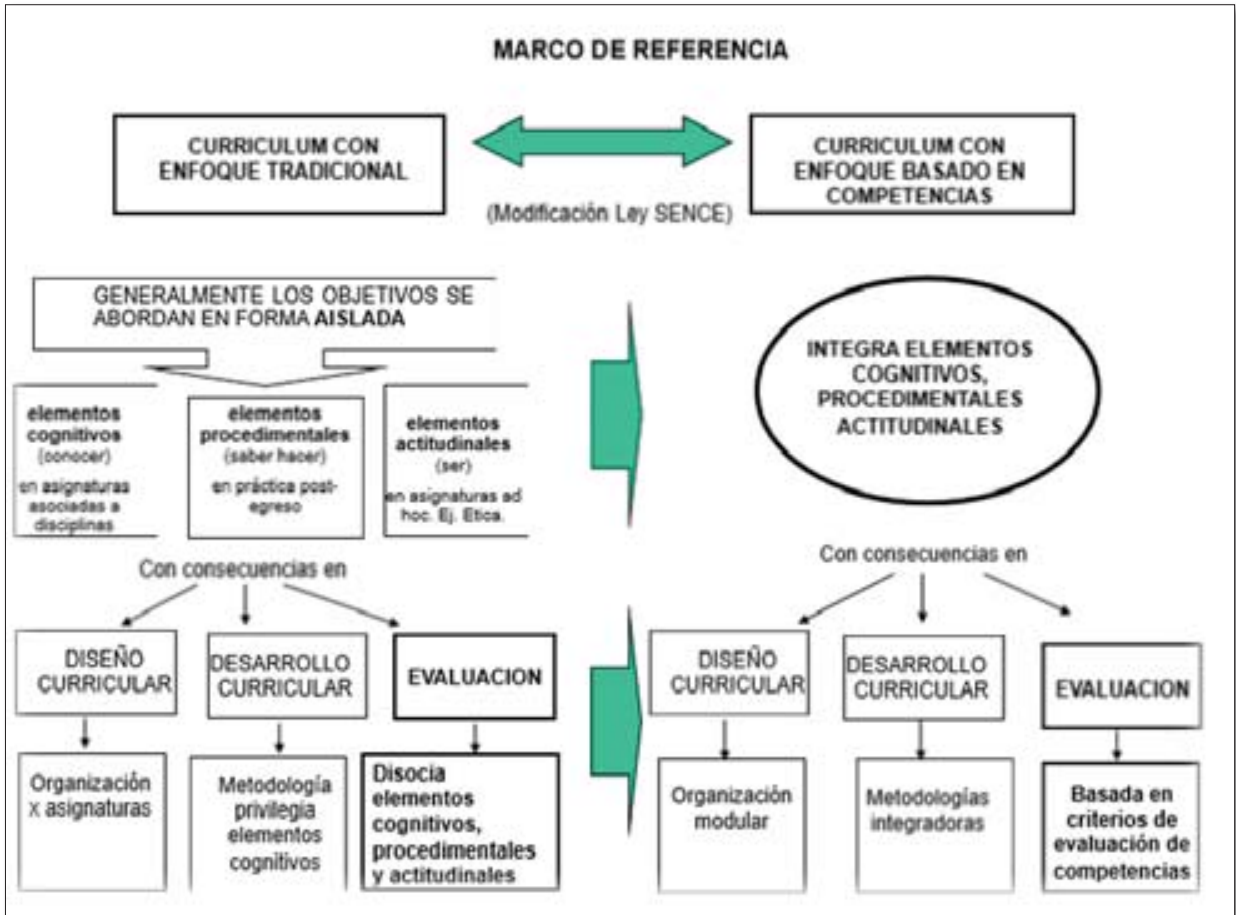 MARCO DE REFERENCIA
CURRICULUM CON
ENFOQUE TRADICIONAL
CURRICULUM CON
ENFOQUE BASADO EN
COMPETENCIAS
(Modificación Ley SENCE)
GENERALMENTE LOS OBJETIVOS SE
ABORDAN EN FORMA AISLADA
elementos
cognitivos
(conocer)
en asignaturas
asociadas a
disciplinas
elementos
procedimentales
(saber hacer)
en práctica post-
egreso
elementos
actitudinales
(ser)
en asignaturas ad
hoc. Ej. Etica.
INTEGRA ELEMENTOS
COGNITIVOS,
PROCEDIMENTALES
ACTITUDINALES
Con consecuencias en
DISEÑO
CURRICULAR
DESARROLLO
CURRICULAR
EVALUACION
Organización
x asignaturas
Metodología
privilegia
elementos
cognitivos
Disocia
elementos
cognitivos,
procedimentales
y actitudinales
Con consecuencias en
DISEÑO
CURRICULAR
DESARROLLO
CURRICULAR
EVALUACION
Organización
modular
Metodologías
integradoras
Basada en
criterios de
evaluación de
competencias